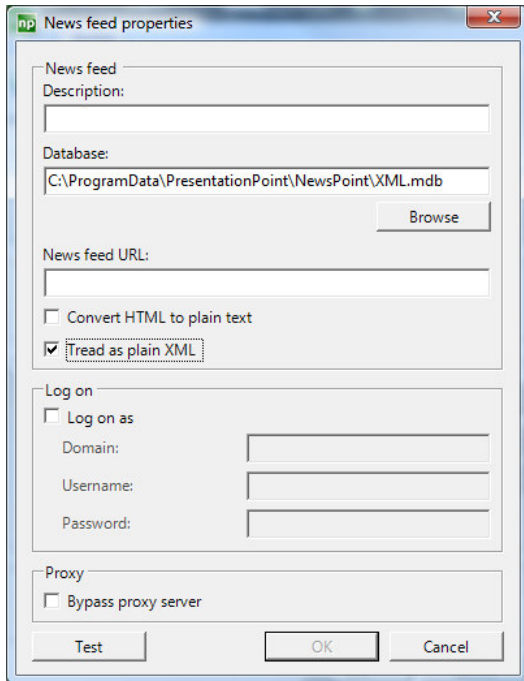 np News feed properties
News feed
Description:
Database:
C:\ProgramData\PresentationPoint\NewsPoint\XML.mdb
Browse
News feed URL:
Convert HTML to plain text
Tread as plain XML
Log on
Log on as
Domain:
Username:
Password:
Proxy
Bypass proxy server
Test OK Cancel